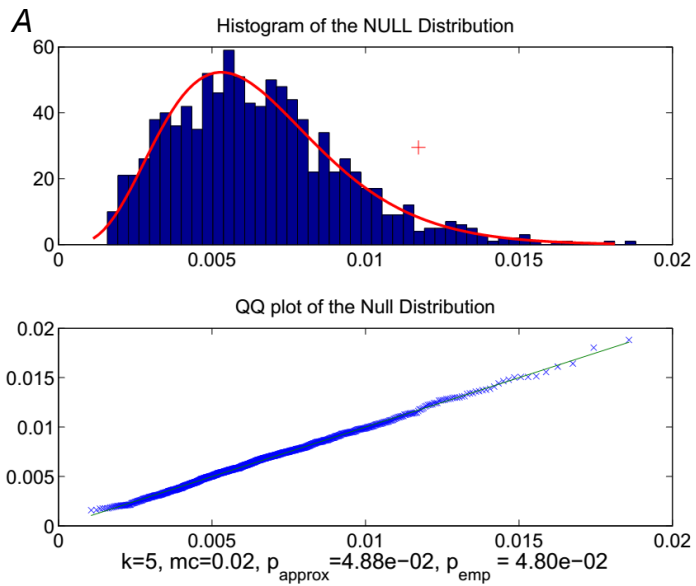 A
Histogram of the NULL Distribution
60
40
20
0
0 0.005 0.01 0.015 0.02
QQ plot of the Null Distribution
0.02
0.015
0.01
0.005
0
0 0.005 0.01 0.015 0.02
k=5, mc=0.02, p_approx=4.88e−02, p_emp = 4.80e−02